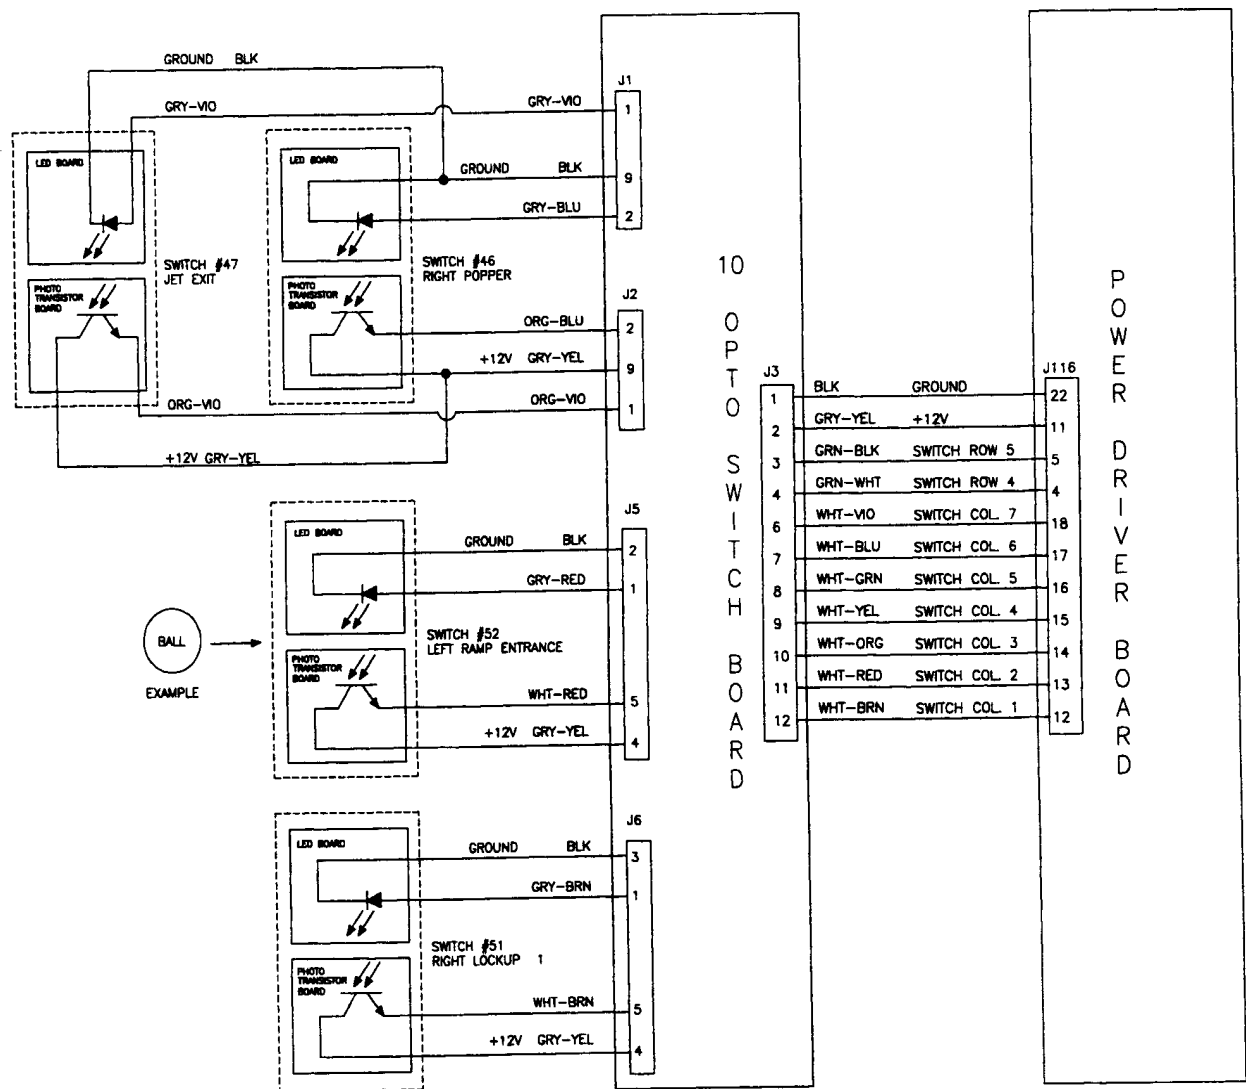 GROUND BLK
GRY-VIO
GRY-VIO
J1
1
LED BOARD
LED BOARD
GROUND BLK
9
GRY-BLU
2
SWITCH #47
JET EXIT
SWITCH #46
RIGHT POPPER
PHOTO
TRANSISTOR
BOARD
PHOTO
TRANSISTOR
BOARD
J2
ORG-BLU
2
+12V GRY-YEL
9
ORG-VIO
ORG-VIO
1
+12V GRY-YEL
J5
LED BOARD
GROUND BLK
2
GRY-RED
1
BALL
EXAMPLE
SWITCH #52
LEFT RAMP ENTRANCE
PHOTO
TRANSISTOR
BOARD
WHT-RED
5
+12V GRY-YEL
4
J6
LED BOARD
GROUND BLK
3
GRY-BRN
1
SWITCH #51
RIGHT LOCKUP 1
PHOTO
TRANSISTOR
BOARD
WHT-BRN
5
+12V GRY-YEL
4
10 OPTO SWITCH BOARD
J3
J116
1 BLK GROUND 22
2 GRY-YEL +12V 11
3 GRN-BLK SWITCH ROW 5 5
4 GRN-WHT SWITCH ROW 4 4
6 WHT-VIO SWITCH COL. 7 18
7 WHT-BLU SWITCH COL. 6 17
8 WHT-GRN SWITCH COL. 5 16
9 WHT-YEL SWITCH COL. 4 15
10 WHT-ORG SWITCH COL. 3 14
11 WHT-RED SWITCH COL. 2 13
12 WHT-BRN SWITCH COL. 1 12
POWER DRIVER BOARD